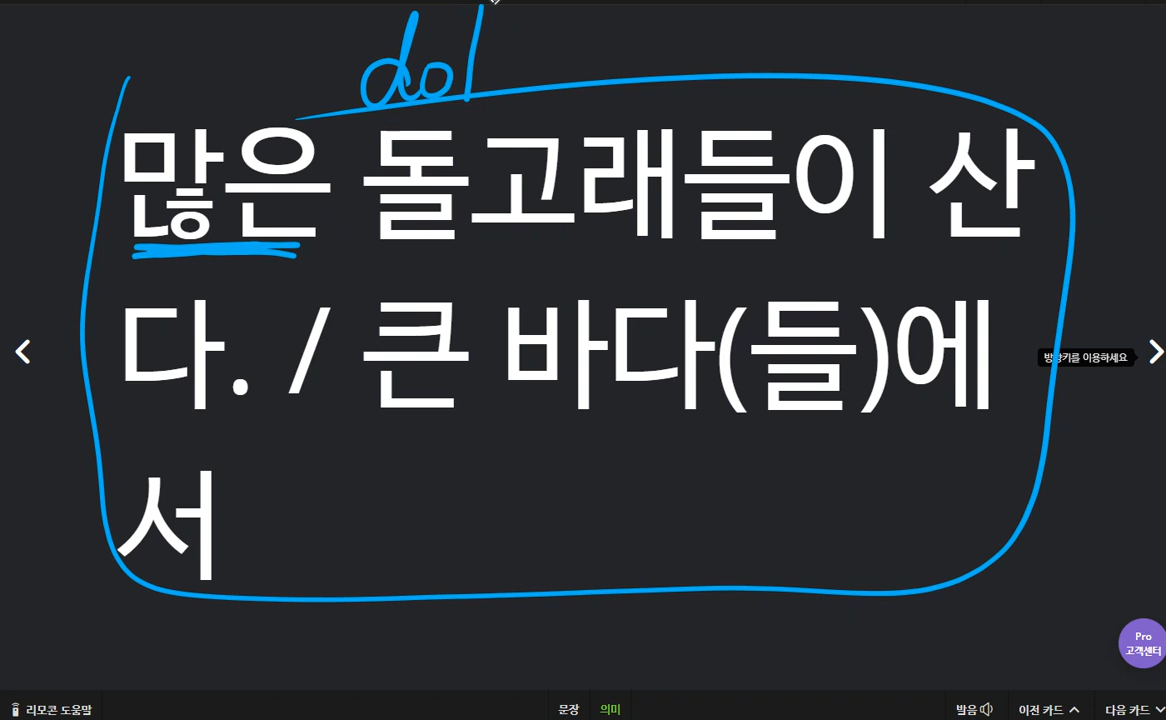 dol
많은 돌고래들이 산
다. / 큰 바다(들)에
서
방향키를 이용하세요
Pro
고객센터
리모콘 도움말 문장 의미 발음 이전 카드 다음 카드